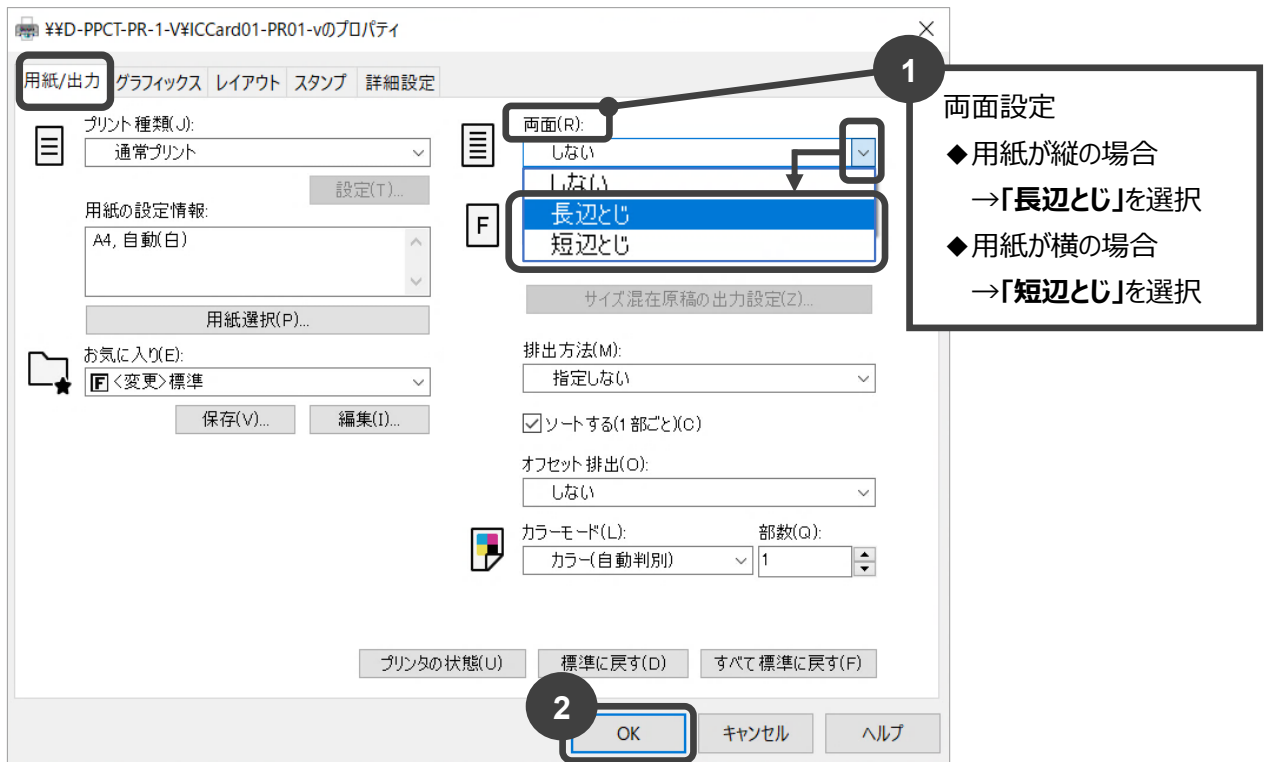 ¥¥D-PPCT-PR-1-V¥ICCard01-PR01-vのプロパティ
用紙/出力 グラフィックス レイアウト スタンプ 詳細設定
プリント種類(J):
通常プリント
設定(T)...
用紙の設定情報:
A4, 自動(白)
用紙選択(P)...
お気に入り(E):
F <変更>標準
保存(V)... 編集(I)...
両面(R):
しない
しない
長辺とじ
短辺とじ
F
サイズ混在原稿の出力設定(Z)...
排出方法(M):
指定しない
ソートする(1部ごと)(C)
オフセット排出(O):
しない
カラーモード(L): 部数(Q):
カラー(自動判別) 1
プリンタの状態(U) 標準に戻す(D) すべて標準に戻す(F)
2
OK キャンセル ヘルプ
1
両面設定
◆用紙が縦の場合
→「長辺とじ」を選択
◆用紙が横の場合
→「短辺とじ」を選択